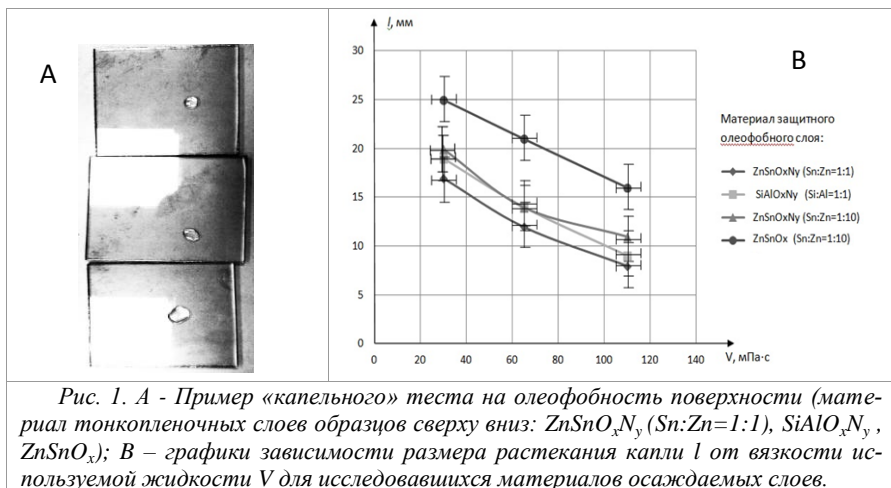 A
l, мм
B
30
25
20
15
10
5
0
0 20 40 60 80 100 120 140
V, мПа·с
Материал защитного
олеофобного слоя:
ZnSnOxNy (Sn:Zn=1:1)
SiAlOxNy (Si:Al=1:1)
ZnSnOxNy (Sn:Zn=1:10)
ZnSnOx (Sn:Zn=1:10)
Рис. 1. А - Пример «капельного» теста на олеофобность поверхности (мате-
риал тонкопленочных слоев образцов сверху вниз: ZnSnOxNy (Sn:Zn=1:1), SiAlOxNy ,
ZnSnOx); В – графики зависимости размера растекания капли l от вязкости ис-
пользуемой жидкости V для исследовавшихся материалов осаждаемых слоев.